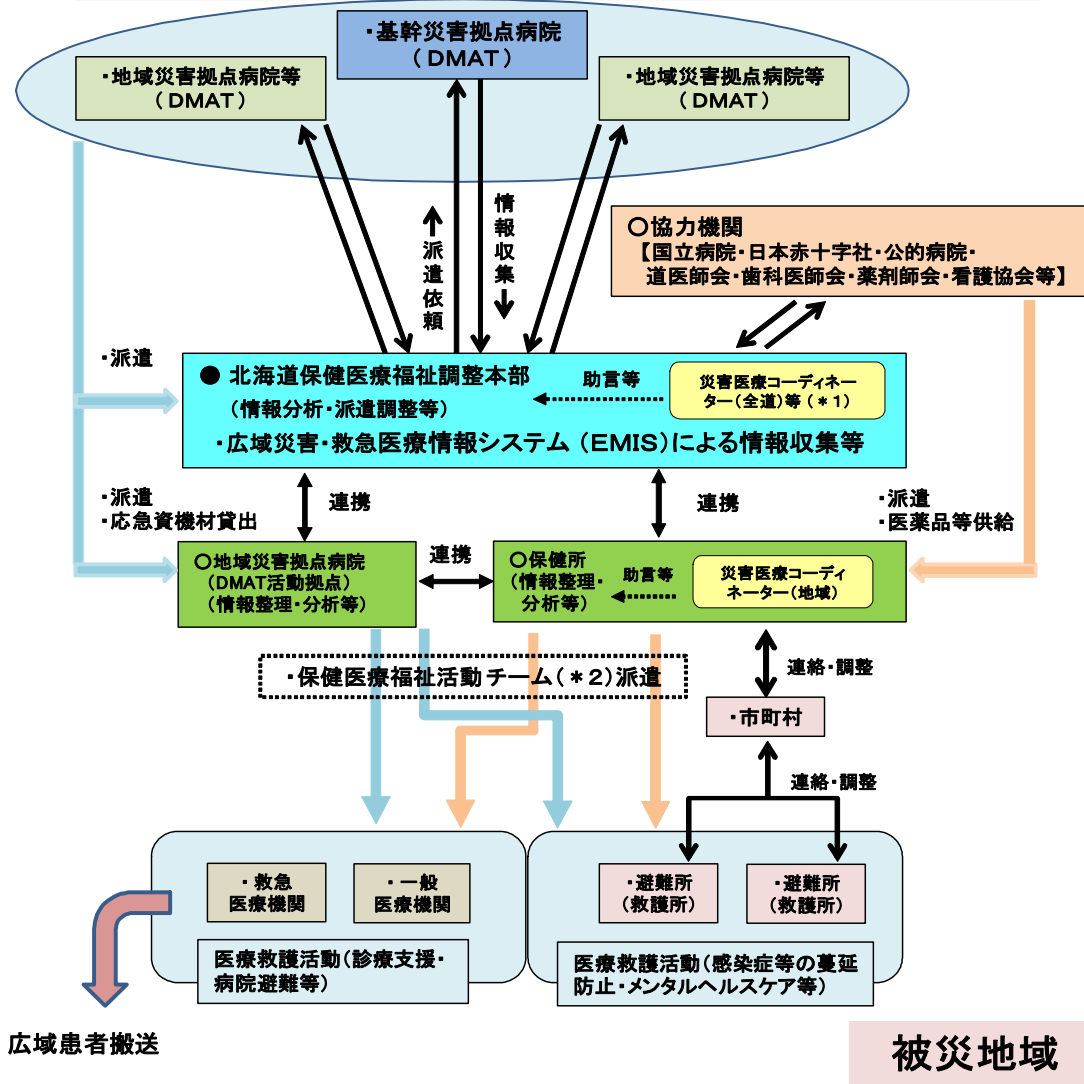 ・基幹災害拠点病院
（ＤＭＡＴ）
・地域災害拠点病院等
（DMAT）
・地域災害拠点病院等
（DMAT）
↑派遣依頼
情報収集↓
○協力機関
【国立病院・日本赤十字社・公的病院・
道医師会・歯科医師会・薬剤師会・看護協会等】
・派遣
● 北海道保健医療福祉調整本部
（情報分析・派遣調整等）
助言等
災害医療コーディネー
ター（全道）等（＊１）
・広域災害・救急医療情報システム（EMIS）による情報収集等
・派遣
・応急資機材貸出
連携
連携
・派遣
・医薬品等供給
○地域災害拠点病院
（DMAT活動拠点）
（情報整理・分析等）
連携
○保健所
（情報整理・
分析等）
助言等
災害医療コーディ
ネーター（地域）
・保健医療福祉活動チーム（＊２）派遣
連絡・調整
・市町村
連絡・調整
・救急
医療機関
・一般
医療機関
・避難所
（救護所）
・避難所
（救護所）
医療救護活動（診療支援・
病院避難等）
医療救護活動（感染症等の蔓延
防止・メンタルヘルスケア等）
広域患者搬送
被災地域